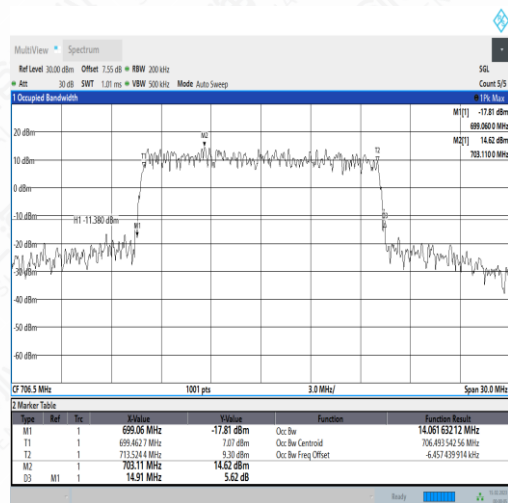 MultiView Spectrum
Ref Level 30.00 dBm Offset 7.55 dB RBW 200 kHz SGL
Att 30 dB SWT 1.01 ms VBW 500 kHz Mode Auto Sweep Count 5/5
1 Occupied Bandwidth 1Pk Max
M1[1] -17.81 dBm
699.060 0 MHz
M2[1] 14.62 dBm
703.110 0 MHz
20 dBm
M2
T1
T2
10 dBm
0 dBm
-10 dBm
H1 -11.380 dBm
M1
-20 dBm
-30 dBm
-40 dBm
-50 dBm
-60 dBm
CF 706.5 MHz 1001 pts 3.0 MHz/ Span 30.0 MHz
2 Marker Table
Type Ref Trc X-Value Y-Value Function Function Result
M1 1 699.06 MHz -17.81 dBm Occ Bw 14.061 632 12 MHz
T1 1 699.462 7 MHz 7.07 dBm Occ Bw Centroid 706.493 542 56 MHz
T2 1 713.524 4 MHz 9.30 dBm Occ Bw Freq Offset -6.457 439 914 kHz
M2 1 703.11 MHz 14.62 dBm
D3 M1 1 14.91 MHz 5.62 dB
Ready